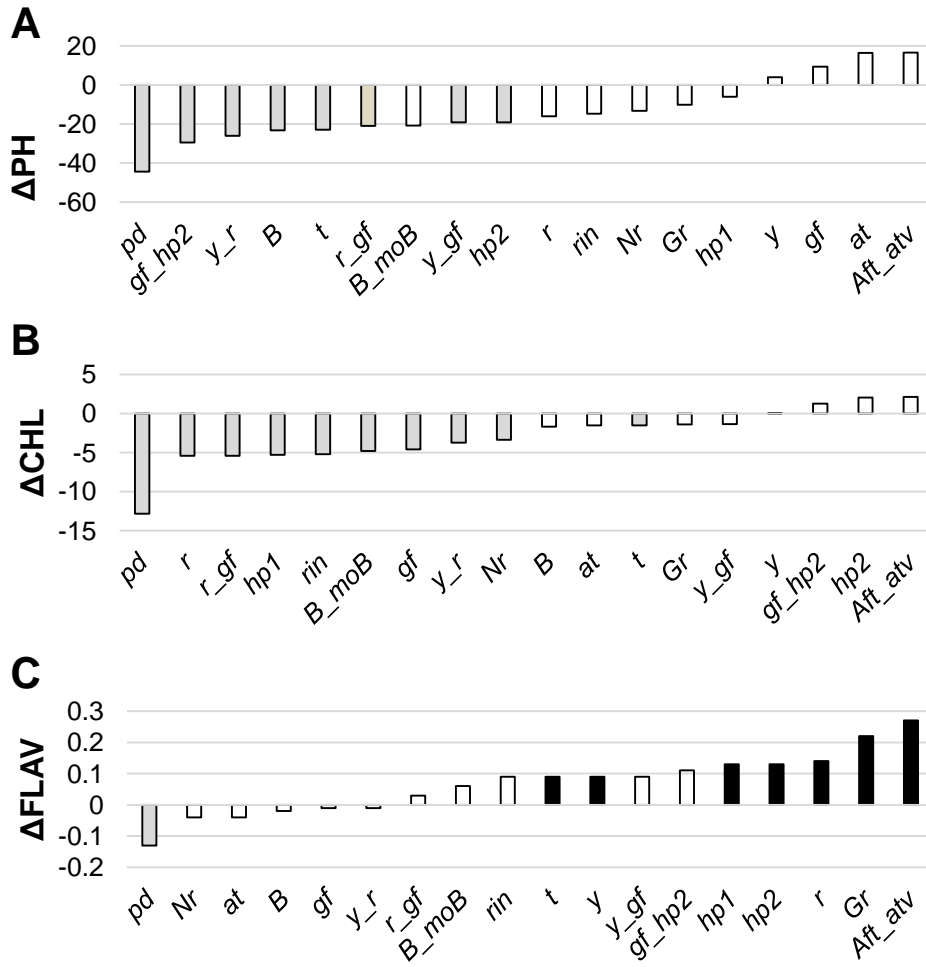 A
ΔPH
20
0
-20
-40
-60
pd gf_hp2 y_r B t r_gf B_moB y_gf hp2 r rin Nr Gr hp1 y gf at Aft_atv
B
ΔCHL
5
0
-5
-10
-15
pd r r_gf hp1 rin B_moB gf y_r Nr B at t Gr y_gf y gf_hp2 hp2 Aft_atv
C
ΔFLAV
0.3
0.2
0.1
0
-0.1
-0.2
pd Nr at B gf y_r r_gf B_moB rin t y y_gf gf_hp2 hp1 hp2 r Gr Aft_atv